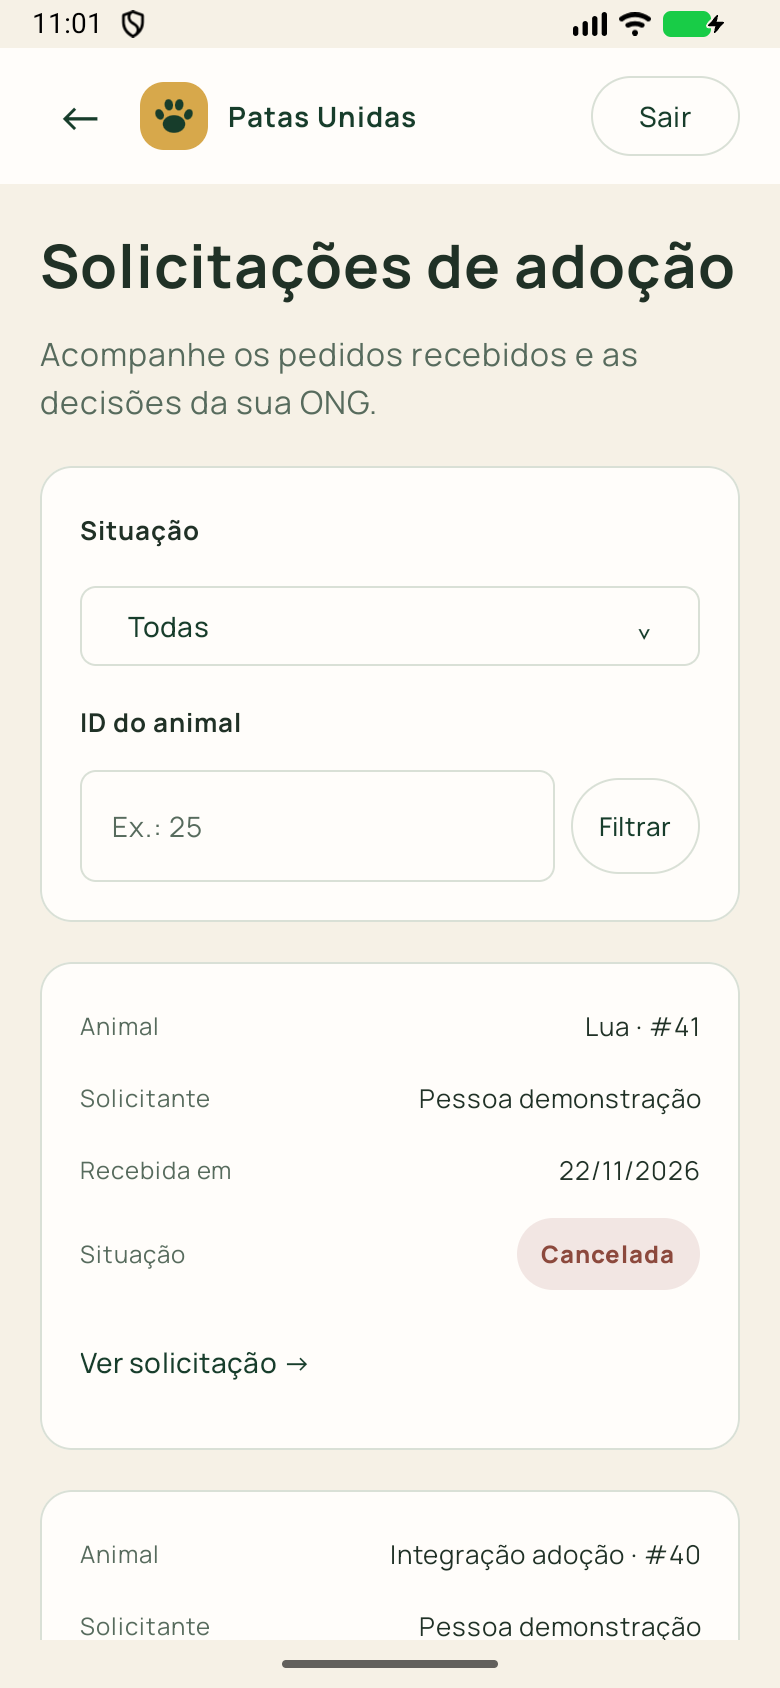 11:01
Patas Unidas
Sair
Solicitações de adoção
Acompanhe os pedidos recebidos e as
decisões da sua ONG.
Situação
Todas
ID do animal
Ex.: 25
Filtrar
Animal
Lua · #41
Solicitante
Pessoa demonstração
Recebida em
22/11/2026
Situação
Cancelada
Ver solicitação →
Animal
Integração adoção · #40
Solicitante
Pessoa demonstração